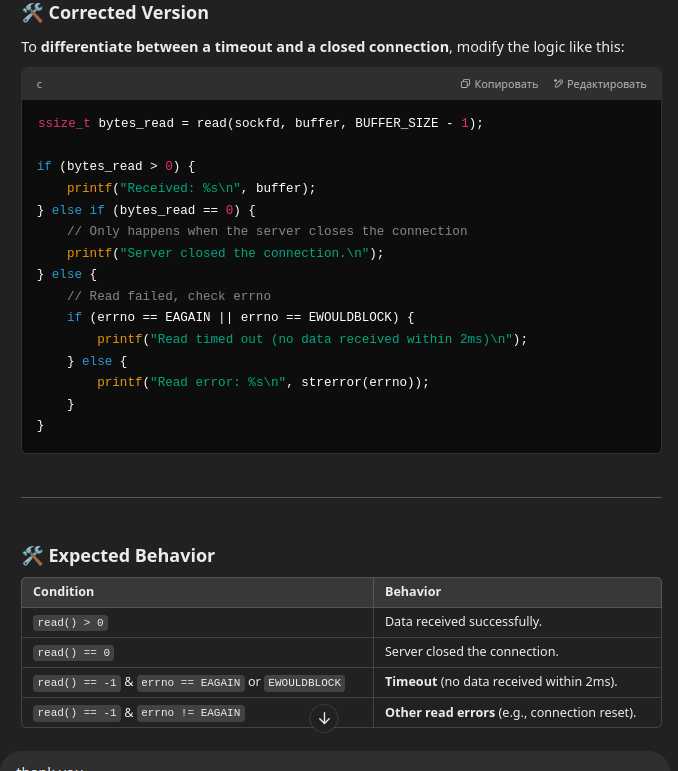 🛠️ Corrected Version
To differentiate between a timeout and a closed connection, modify the logic like this:
c Копировать Редактировать
ssize_t bytes_read = read(sockfd, buffer, BUFFER_SIZE - 1);
if (bytes_read > 0) {
    printf("Received: %s\n", buffer);
} else if (bytes_read == 0) {
    // Only happens when the server closes the connection
    printf("Server closed the connection.\n");
} else {
    // Read failed, check errno
    if (errno == EAGAIN || errno == EWOULDBLOCK) {
        printf("Read timed out (no data received within 2ms)\n");
    } else {
        printf("Read error: %s\n", strerror(errno));
    }
}
🛠️ Expected Behavior
Condition Behavior
read() > 0 Data received successfully.
read() == 0 Server closed the connection.
read() == -1 & errno == EAGAIN or EWOULDBLOCK Timeout (no data received within 2ms).
read() == -1 & errno != EAGAIN Other read errors (e.g., connection reset).